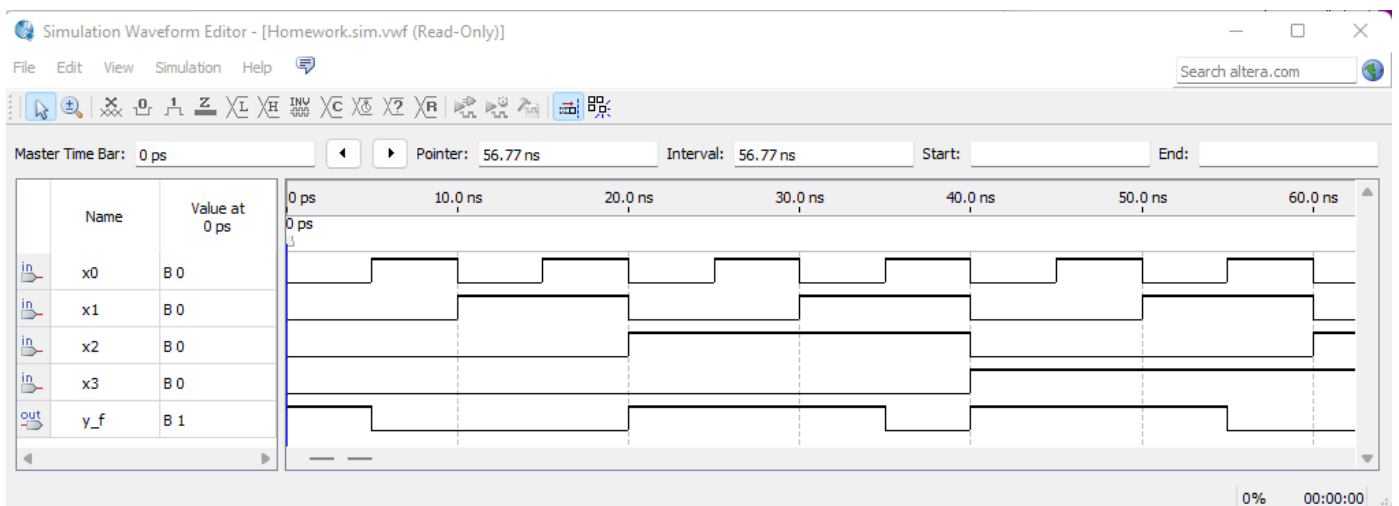 Simulation Waveform Editor - [Homework.sim.vwf (Read-Only)]
File Edit View Simulation Help
Search altera.com
Master Time Bar: 0 ps Pointer: 56.77 ns Interval: 56.77 ns Start: End:
Name Value at 0 ps
0 ps 10.0 ns 20.0 ns 30.0 ns 40.0 ns 50.0 ns 60.0 ns
0 ps
in x0 B 0
in x1 B 0
in x2 B 0
in x3 B 0
out y_f B 1
0% 00:00:00